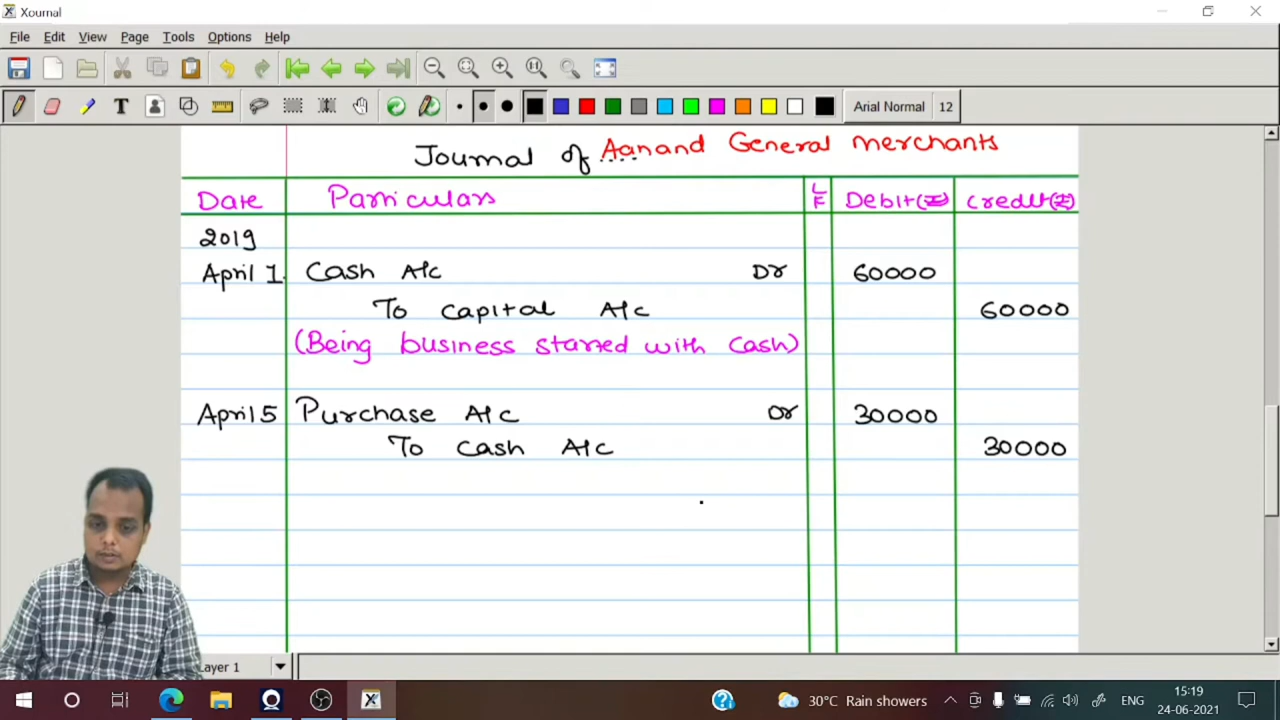 Xournal
File Edit View Page Tools Options Help
T Arial Normal 12
Journal of .... Aanand General merchants
Date Particulars LF Debit(₹) Credit(₹)
2019
April 1. Cash A/c Dr 60000
To capital A/c 60000
(Being business started with cash)
April 5 Purchase A/c Dr 30000
To Cash A/c 30000
Layer 1
30°C Rain showers ENG 15:19
24-06-2021